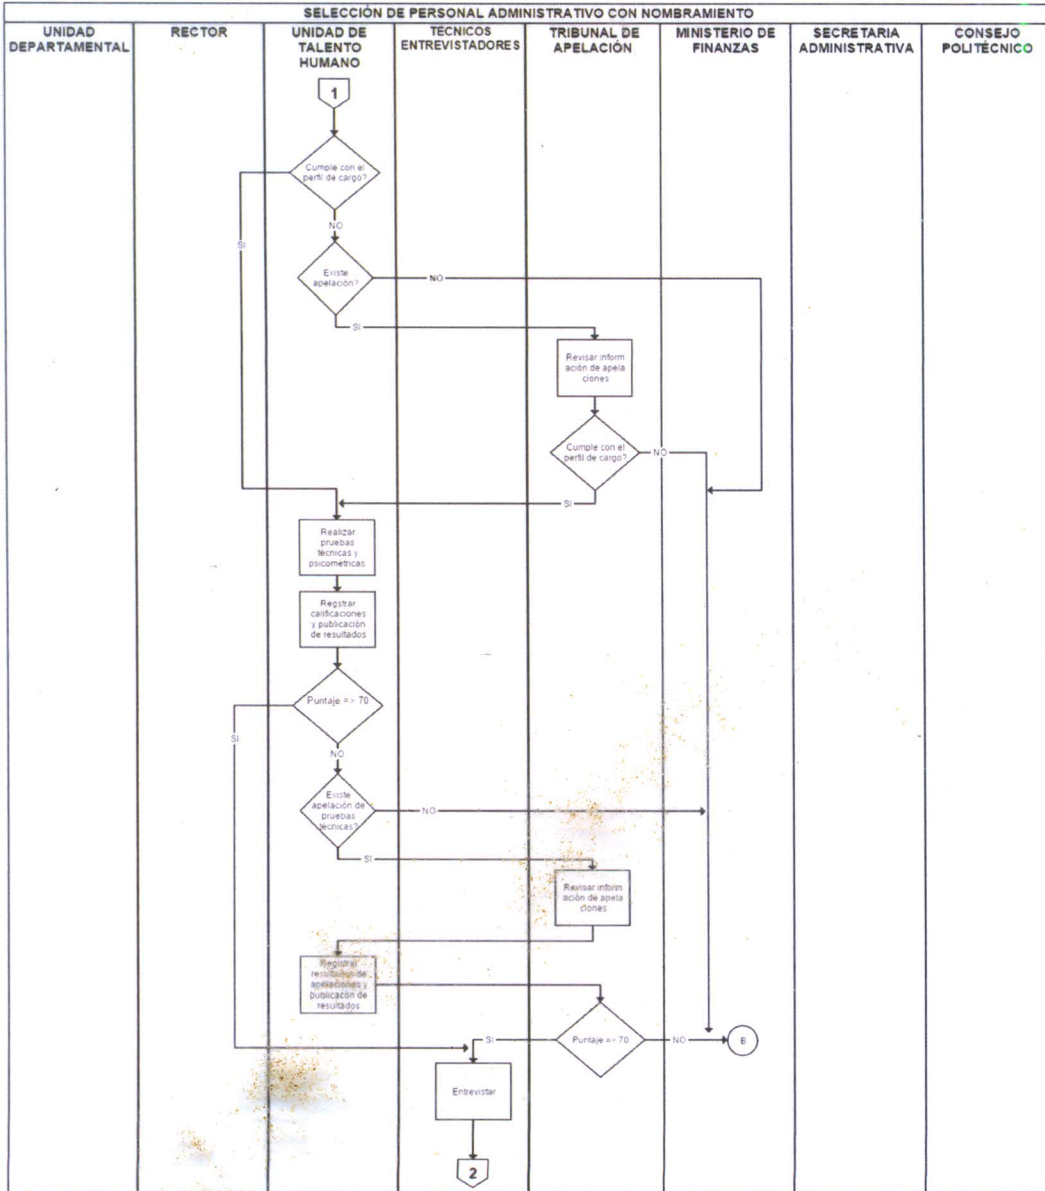 SELECCIÓN DE PERSONAL ADMINISTRATIVO CON NOMBRAMIENTO
UNIDAD
DEPARTAMENTAL
RECTOR
UNIDAD DE
TALENTO
HUMANO
TÉCNICOS
ENTREVISTADORES
TRIBUNAL DE
APELACIÓN
MINISTERIO DE
FINANZAS
SECRETARIA
ADMINISTRATIVA
CONSEJO
POLITÉCNICO
1
Cumple con el
perfil de cargo?
SI
NO
Existe
apelación?
NO
SI
Revisar inform
ación de apela
ciones
Cumple con el
perfil de cargo?
NO
SI
Realizar
pruebas
técnicas y
psicometricas
Registrar
calificaciones
y publicación
de resultados
Puntaje => 70
SI
NO
Existe
apelación de
pruebas
técnicas?
NO
SI
Revisar inform
ación de apela
ciones
Registrar
resultados de
apelaciones y
publicación de
resultados
SI
Puntaje => 70
NO
B
Entrevistar
2